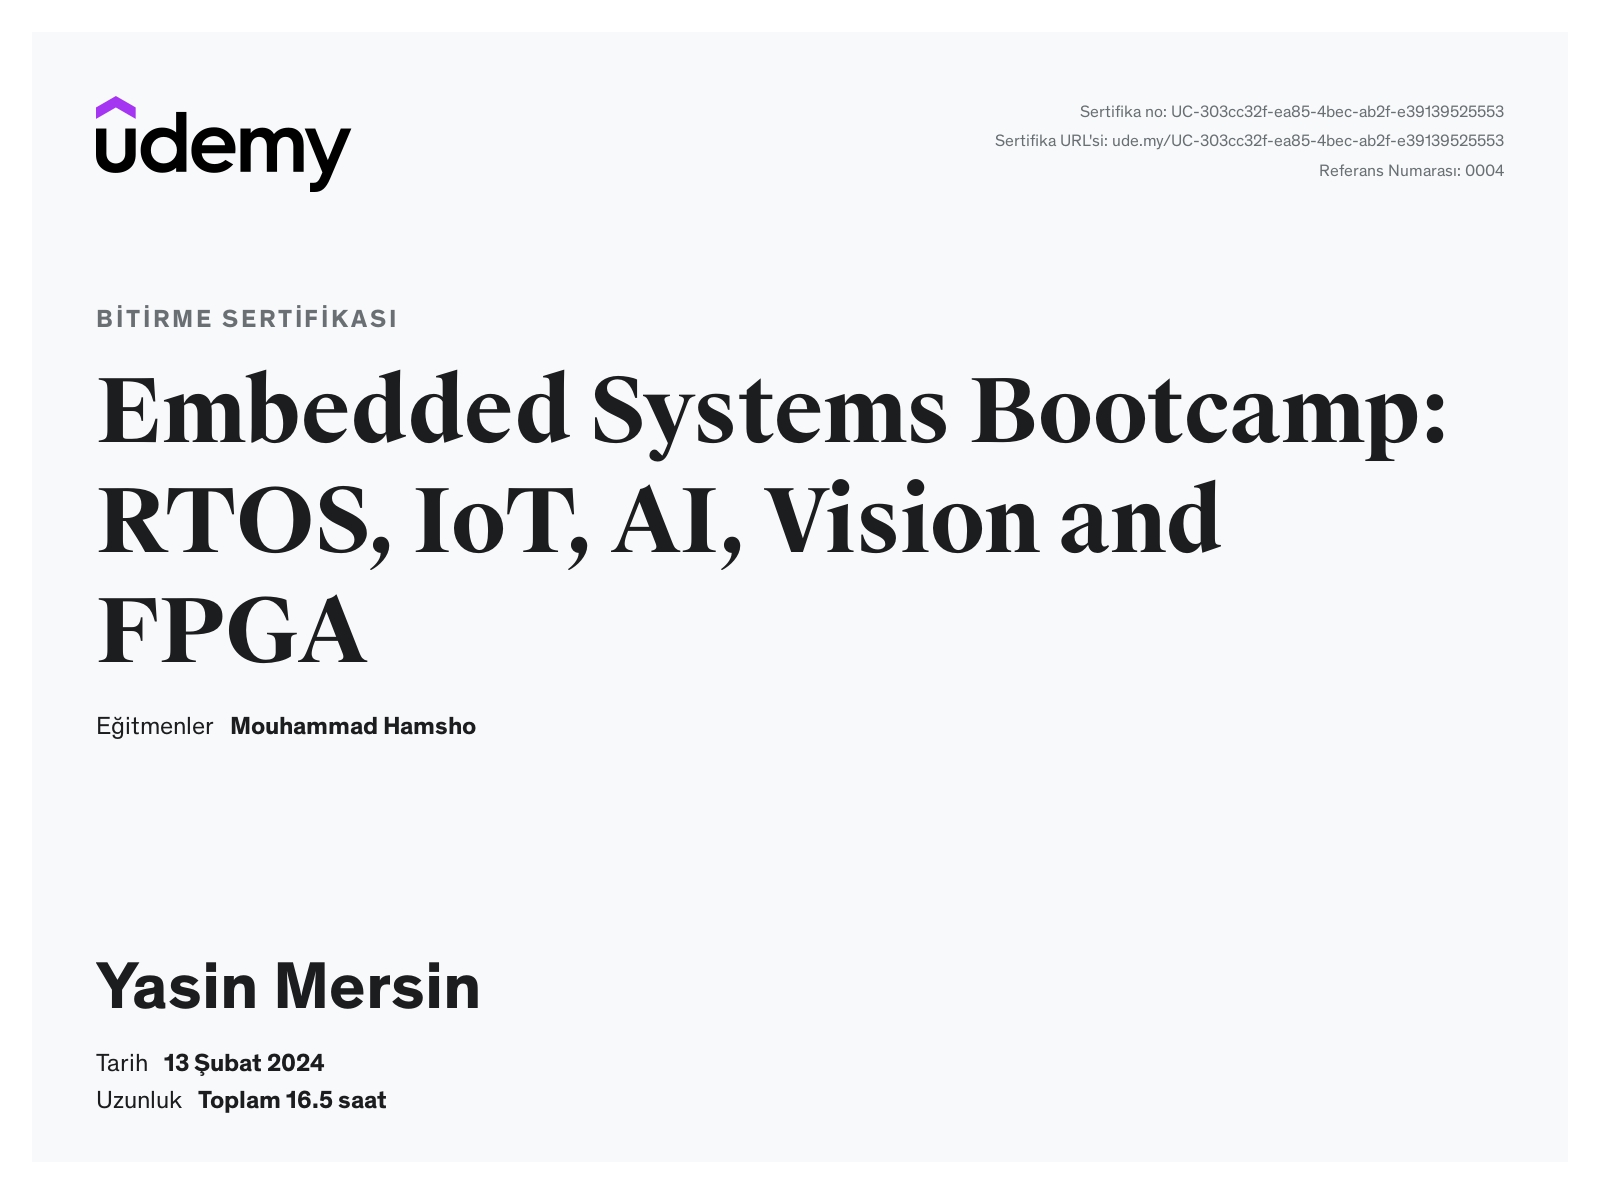 udemy
Sertifika no: UC-303cc32f-ea85-4bec-ab2f-e39139525553
Sertifika URL'si: ude.my/UC-303cc32f-ea85-4bec-ab2f-e39139525553
Referans Numarası: 0004
BİTİRME SERTİFİKASI
Embedded Systems Bootcamp:
RTOS, IoT, AI, Vision and
FPGA
Eğitmenler Mouhammad Hamsho
Yasin Mersin
Tarih 13 Şubat 2024
Uzunluk Toplam 16.5 saat